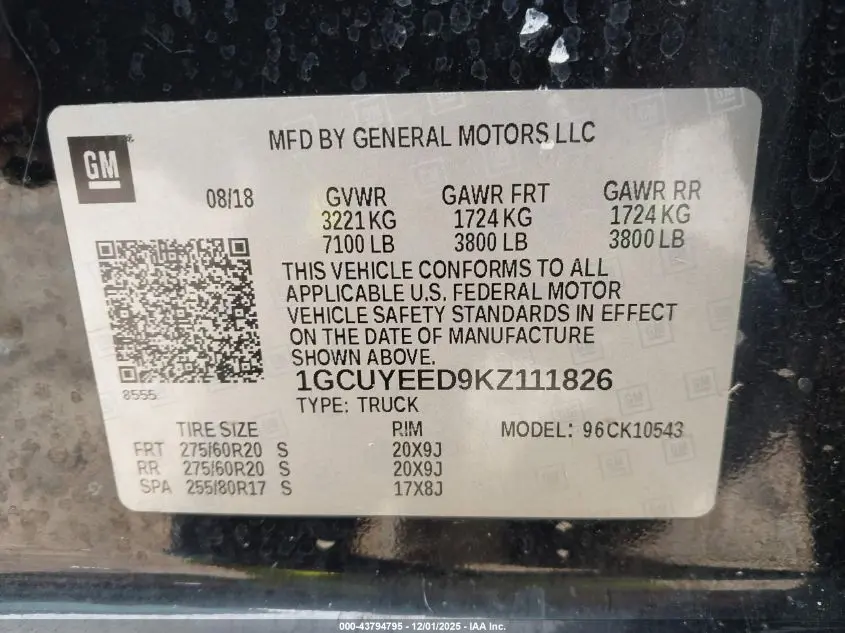 MFD BY GENERAL MOTORS LLC
GM
08/18 GVWR GAWR FRT GAWR RR
3221 KG 1724 KG 1724 KG
7100 LB 3800 LB 3800 LB
THIS VEHICLE CONFORMS TO ALL
APPLICABLE U.S. FEDERAL MOTOR
VEHICLE SAFETY STANDARDS IN EFFECT
ON THE DATE OF MANUFACTURE
SHOWN ABOVE.
1GCUYEED9KZ111826
8555
TYPE: TRUCK
TIRE SIZE RIM MODEL: 96CK10543
FRT 275/60R20 S 20X9J
RR 275/60R20 S 20X9J
SPA 255/80R17 S 17X8J
000-43794795 - 12/01/2025 - IAA Inc.